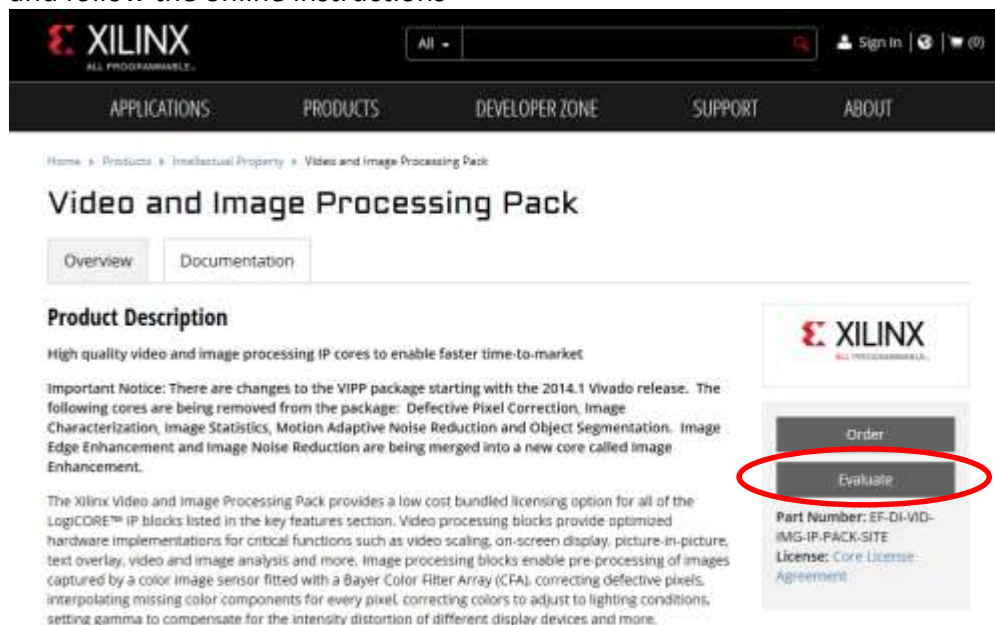 and follow the online instructions
XILINX
ALL PROGRAMMABLE.
All
Sign In (0)
APPLICATIONS PRODUCTS DEVELOPER ZONE SUPPORT ABOUT
Home Products Intellectual Property Video and Image Processing Pack
Video and Image Processing Pack
Overview Documentation
Product Description
High quality video and image processing IP cores to enable faster time-to-market
Important Notice: There are changes to the VIPP package starting with the 2014.1 Vivado release. The
following cores are being removed from the package: Defective Pixel Correction, Image
Characterization, Image Statistics, Motion Adaptive Noise Reduction and Object Segmentation. Image
Edge Enhancement and Image Noise Reduction are being merged into a new core called Image
Enhancement.
The Xilinx Video and Image Processing Pack provides a low cost bundled licensing option for all of the
LogiCORE™ IP blocks listed in the key features section. Video processing blocks provide optimized
hardware implementations for critical functions such as video scaling, on-screen display, picture-in-picture,
text overlay, video and image analysis and more. Image processing blocks enable pre-processing of images
captured by a color image sensor fitted with a Bayer Color Filter Array (CFA), correcting defective pixels,
interpolating missing color components for every pixel, correcting colors to adjust to lighting conditions,
setting gamma to compensate for the intensity distortion of different display devices and more.
XILINX
ALL PROGRAMMABLE.
Order
Evaluate
Part Number: EF-DI-VID-
IMG-IP-PACK-SITE
License: Core License
Agreement